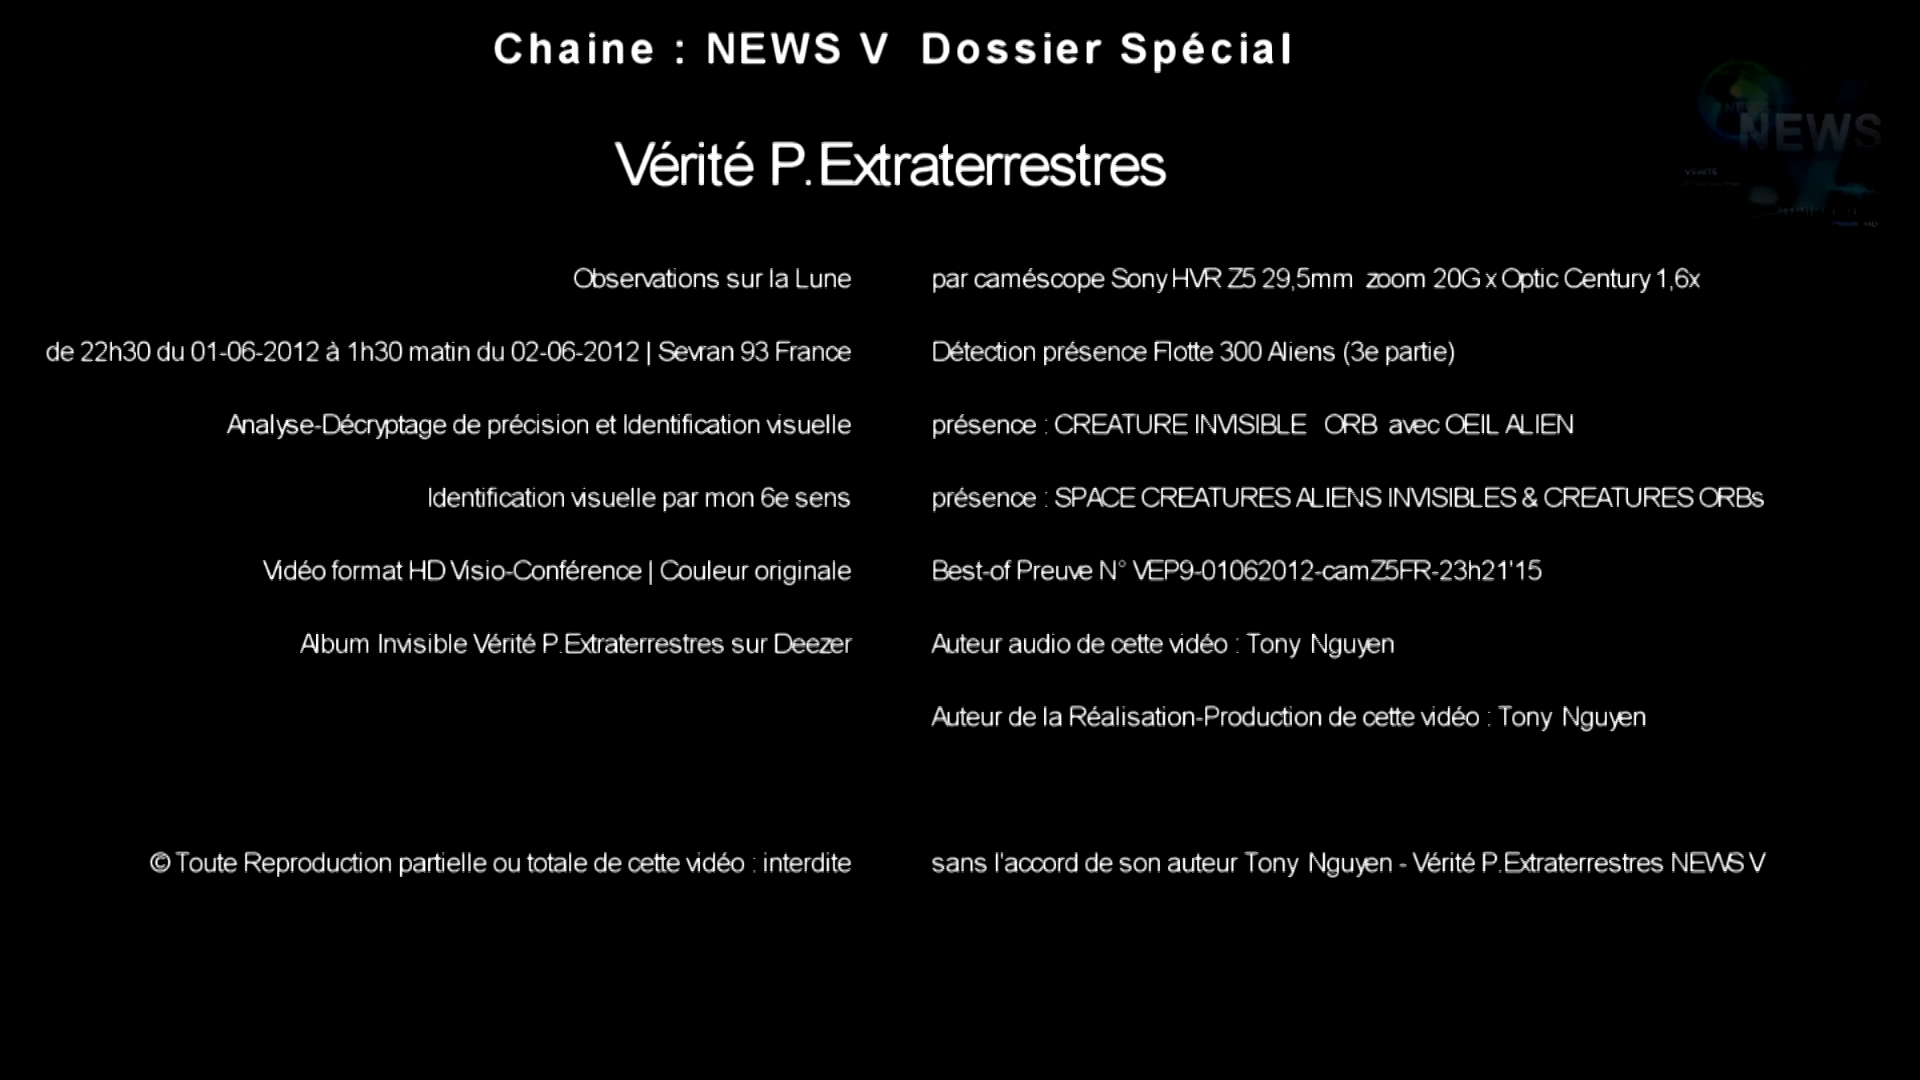 Chaine : NEWS V Dossier Spécial
NEWS
Vérité P.Extraterrestres
Observations sur la Lune par caméscope Sony HVR Z5 29,5mm zoom 20G x Optic Century 1,6x
de 22h30 du 01-06-2012 à 1h30 matin du 02-06-2012 | Sevran 93 France Détection présence Flotte 300 Aliens (3e partie)
Analyse-Décryptage de précision et Identification visuelle présence : CREATURE INVISIBLE ORB avec OEIL ALIEN
Identification visuelle par mon 6e sens présence : SPACE CREATURES ALIENS INVISIBLES & CREATURES ORBs
Vidéo format HD Visio-Conférence | Couleur originale Best-of Preuve N° VEP9-01062012-camZ5FR-23h21'15
Album Invisible Vérité P.Extraterrestres sur Deezer Auteur audio de cette vidéo : Tony Nguyen
Auteur de la Réalisation-Production de cette vidéo : Tony Nguyen
© Toute Reproduction partielle ou totale de cette vidéo : interdite sans l'accord de son auteur Tony Nguyen - Vérité P.Extraterrestres NEWS V